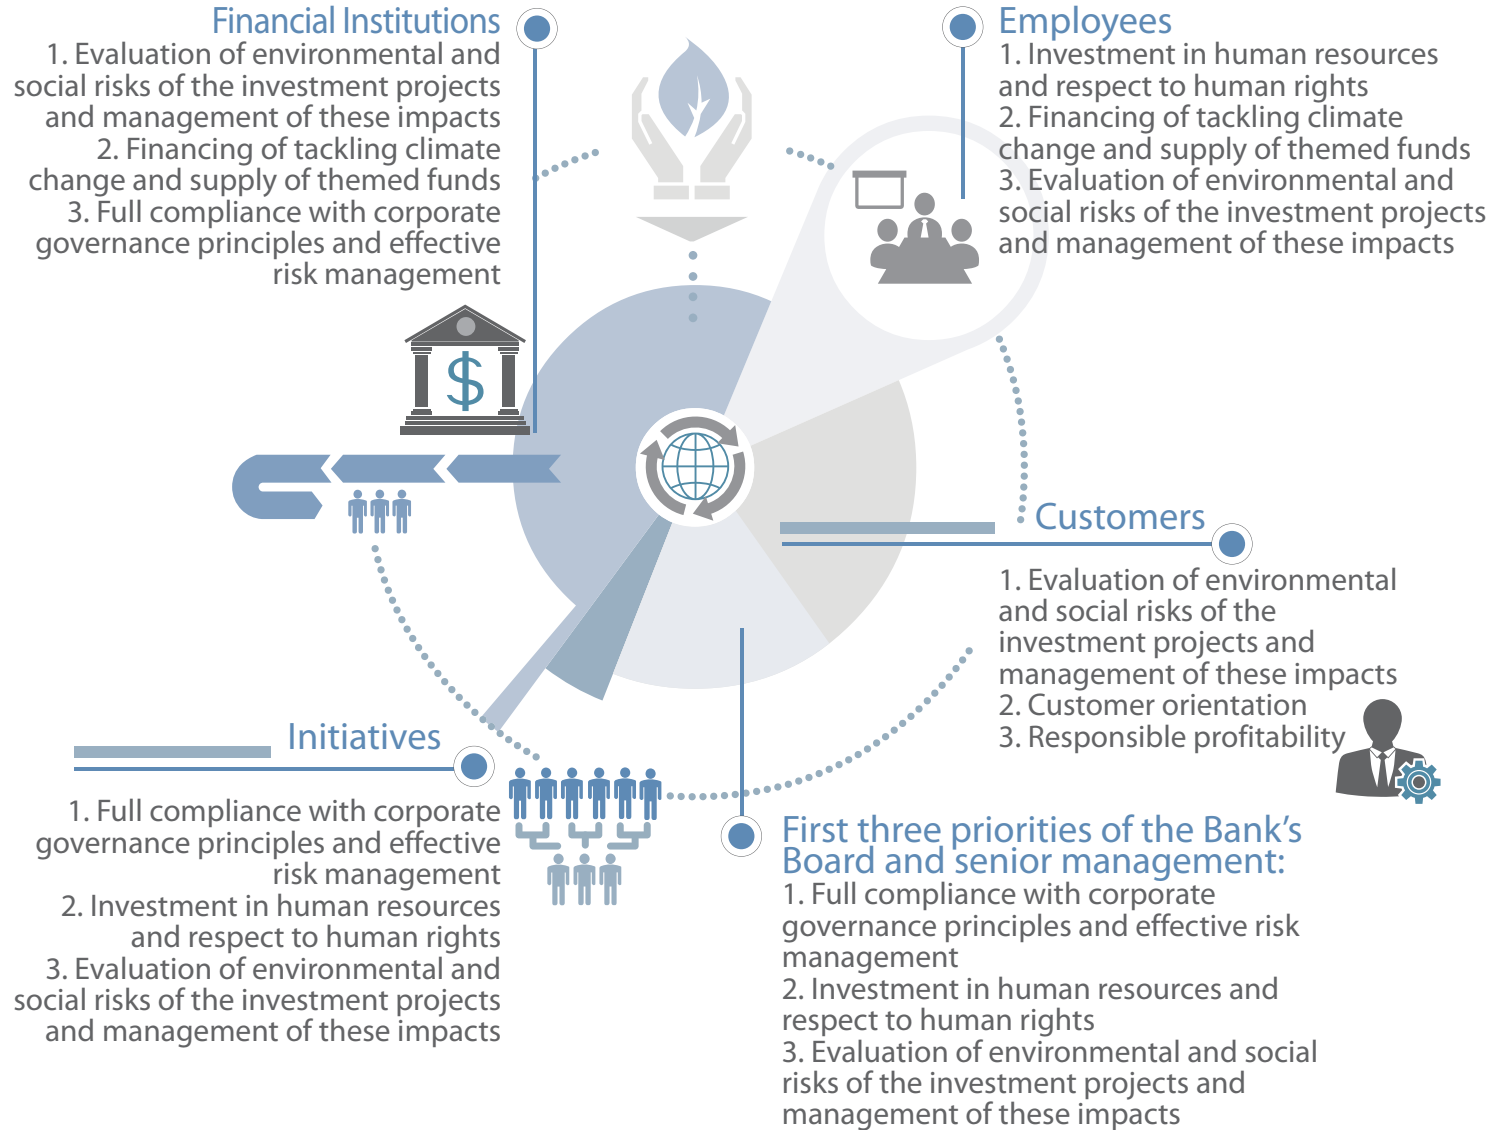 Financial Institutions
1. Evaluation of environmental and
social risks of the investment projects
and management of these impacts
2. Financing of tackling climate
change and supply of themed funds
3. Full compliance with corporate
governance principles and effective
risk management
Employees
1. Investment in human resources
and respect to human rights
2. Financing of tackling climate
change and supply of themed funds
3. Evaluation of environmental and
social risks of the investment projects
and management of these impacts
$
Customers
1. Evaluation of environmental
and social risks of the
investment projects and
management of these impacts
2. Customer orientation
3. Responsible profitability
Initiatives
1. Full compliance with corporate
governance principles and effective
risk management
2. Investment in human resources
and respect to human rights
3. Evaluation of environmental and
social risks of the investment projects
and management of these impacts
First three priorities of the Bank’s
Board and senior management:
1. Full compliance with corporate
governance principles and effective risk
management
2. Investment in human resources and
respect to human rights
3. Evaluation of environmental and social
risks of the investment projects and
management of these impacts